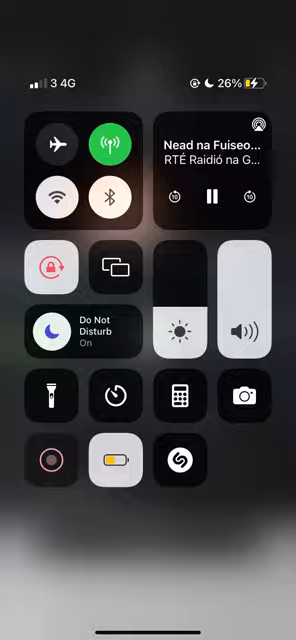 3 4G
26%
Nead na Fuiseo...
RTÉ Raidió na G...
10
10
Do Not
Disturb
On